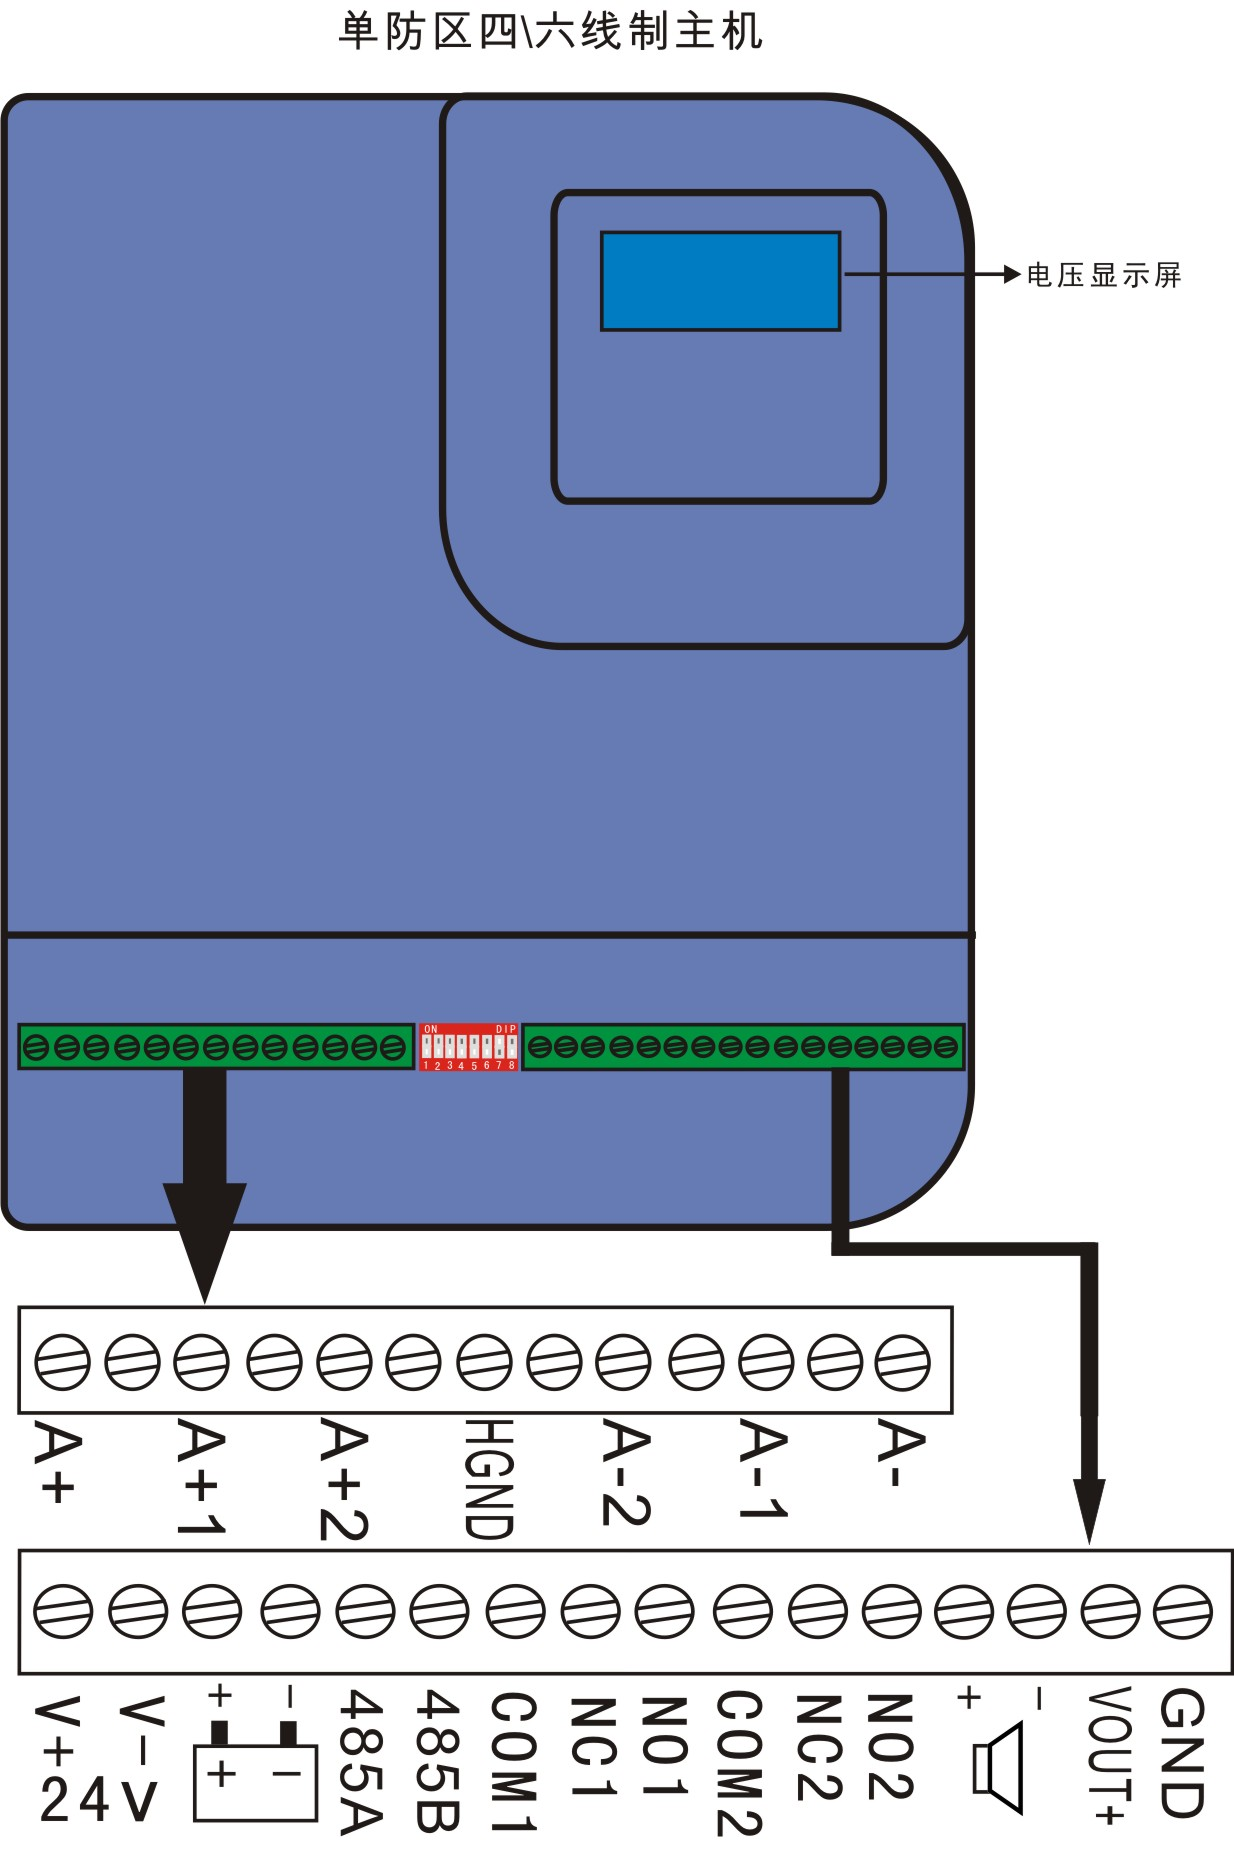 单防区四\六线制主机
电压显示屏
ON DIP
1 2 3 4 5 6 7 8
A+
A+1
A+2
HGND
A-2
A-1
A-
V+
V-
24V
+ -
+ -
485A
485B
COM1
NC1
NO1
COM2
NC2
NO2
+ -
VOUT+
GND